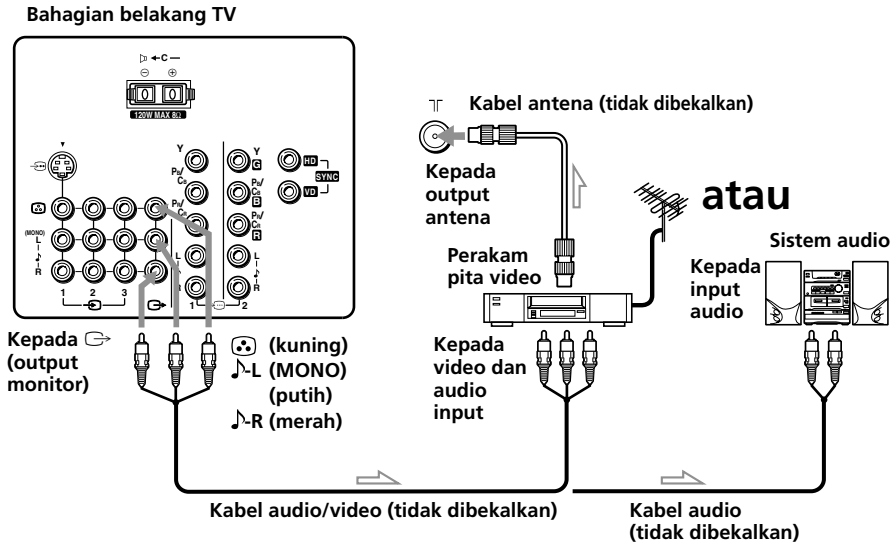 Bahagian belakang TV
C
120W MAX 8Ω
Y
PB/
CB
PR/
CR
L
R
1
Y
G
PB/
CB
B
PR/
CR
R
L
R
2
HD
SYNC
VD
(MONO)
L
R
1 2 3
Kepada
(output
monitor)
(kuning)
-L (MONO)
(putih)
-R (merah)
Kabel antena (tidak dibekalkan)
Kepada
output
antena
atau
Perakam
pita video
Kepada
video dan
audio
input
Sistem audio
Kepada
input
audio
Kabel audio/video (tidak dibekalkan)
Kabel audio
(tidak dibekalkan)